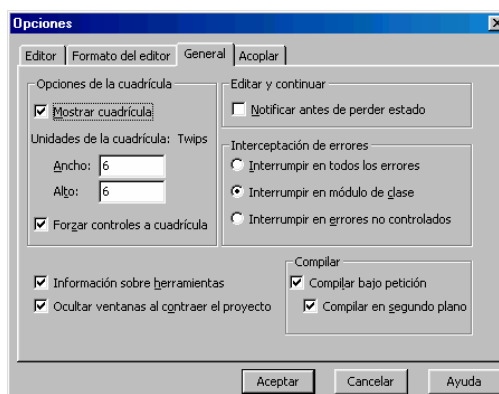 Opciones
Editor
Formato del editor
General
Acoplar
Opciones de la cuadrícula
Mostrar cuadrícula
Unidades de la cuadrícula: Twips
Ancho: 6
Alto: 6
Forzar controles a cuadrícula
Editar y continuar
Notificar antes de perder estado
Interceptación de errores
Interrumpir en todos los errores
Interrumpir en módulo de clase
Interrumpir en errores no controlados
Información sobre herramientas
Ocultar ventanas al contraer el proyecto
Compilar
Compilar bajo petición
Compilar en segundo plano
Aceptar
Cancelar
Ayuda